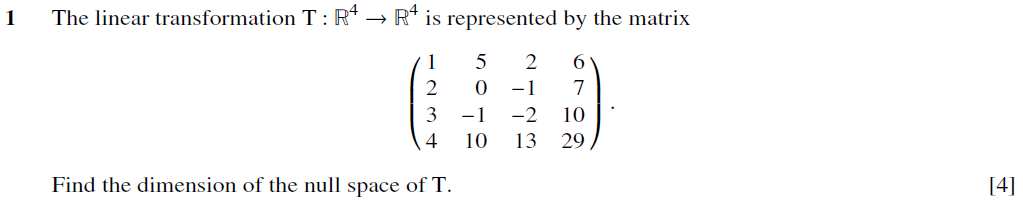 1 The linear transformation T : ℝ⁴ → ℝ⁴ is represented by the matrix
1 5 2 6
2 0 −1 7
3 −1 −2 10
4 10 13 29
.
Find the dimension of the null space of T. [4]